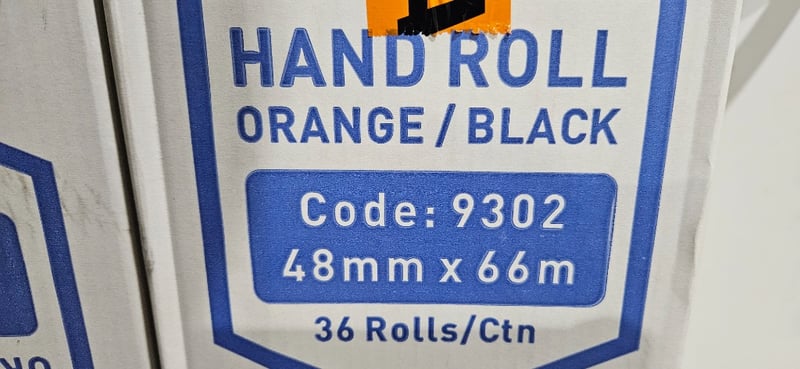 HAND ROLL
ORANGE / BLACK
Code: 9302
48mm x 66m
36 Rolls/Ctn